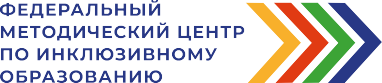 ФЕДЕРАЛЬНЫЙ
МЕТОДИЧЕСКИЙ ЦЕНТР
ПО ИНКЛЮЗИВНОМУ
ОБРАЗОВАНИЮ